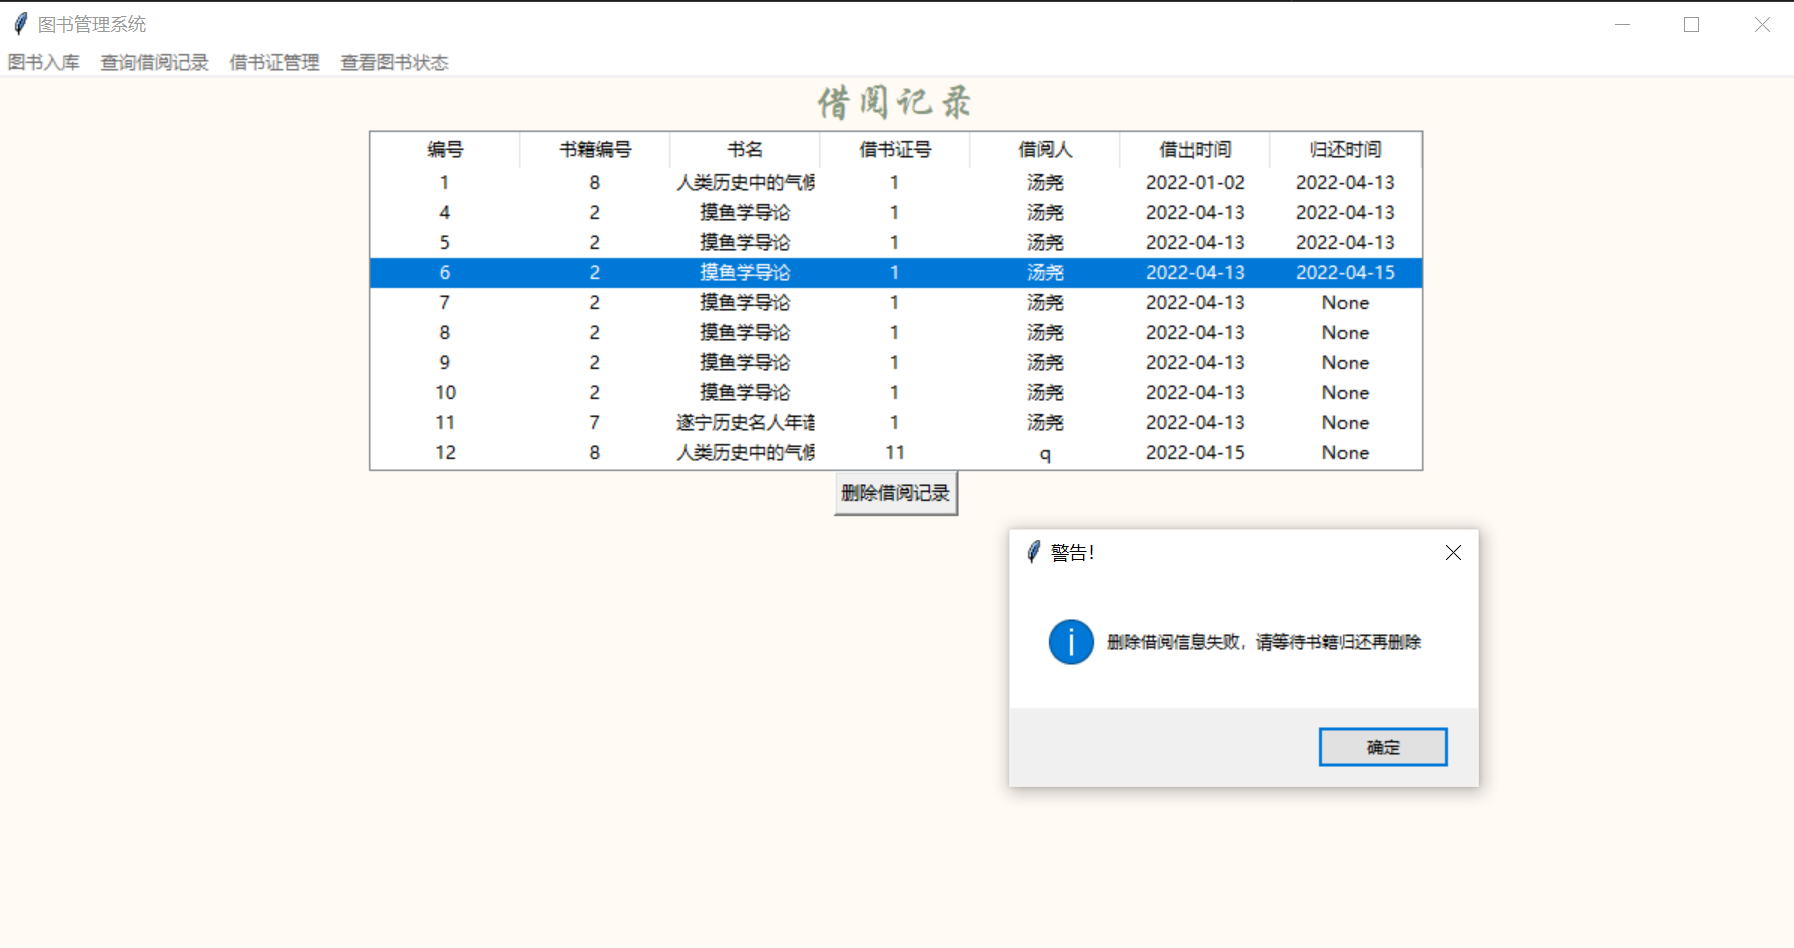 图书管理系统
图书入库 查询借阅记录 借书证管理 查看图书状态
借阅记录
编号 书籍编号 书名 借书证号 借阅人 借出时间 归还时间
1 8 人类历史中的气候 1 汤尧 2022-01-02 2022-04-13
4 2 摸鱼学导论 1 汤尧 2022-04-13 2022-04-13
5 2 摸鱼学导论 1 汤尧 2022-04-13 2022-04-13
6 2 摸鱼学导论 1 汤尧 2022-04-13 2022-04-15
7 2 摸鱼学导论 1 汤尧 2022-04-13 None
8 2 摸鱼学导论 1 汤尧 2022-04-13 None
9 2 摸鱼学导论 1 汤尧 2022-04-13 None
10 2 摸鱼学导论 1 汤尧 2022-04-13 None
11 7 遂宁历史名人年谱 1 汤尧 2022-04-13 None
12 8 人类历史中的气候 11 q 2022-04-15 None
删除借阅记录
警告!
删除借阅信息失败，请等待书籍归还再删除
确定